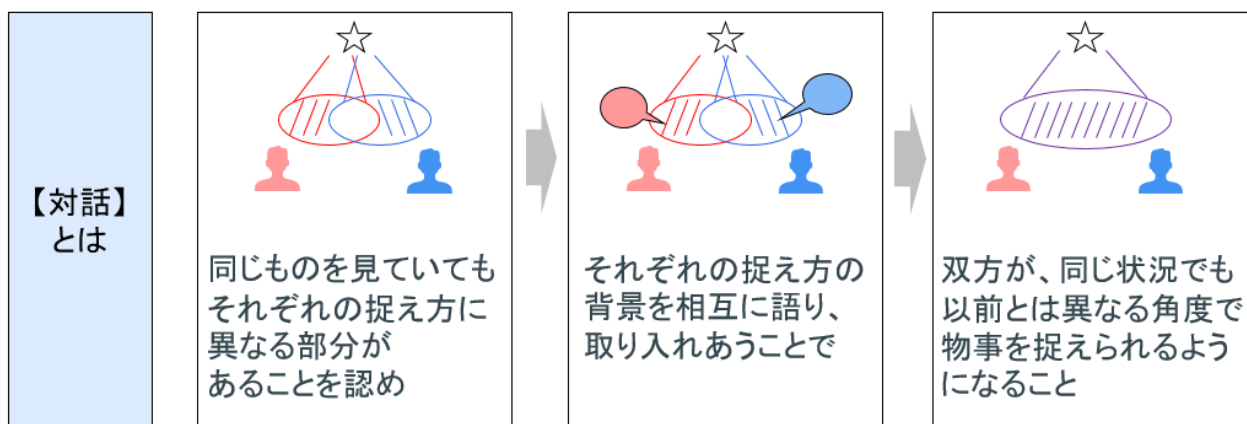 【対話】
とは
同じものを見ていても
それぞれの捉え方に
異なる部分が
あることを認め
それぞれの捉え方の
背景を相互に語り、
取り入れあうことで
双方が、同じ状況でも
以前とは異なる角度で
物事を捉えられるよう
になること